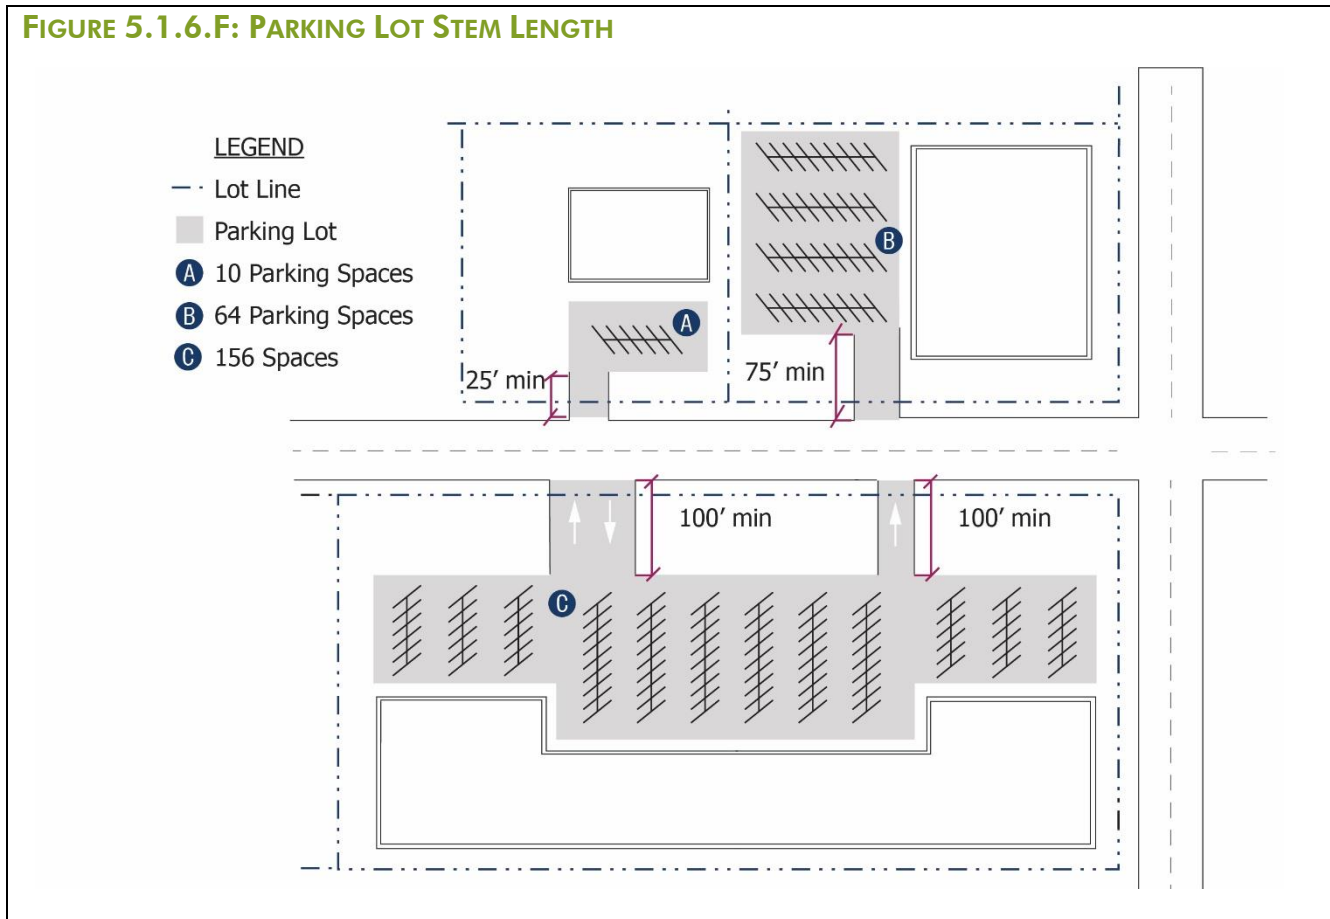 FIGURE 5.1.6.F: PARKING LOT STEM LENGTH
LEGEND
Lot Line
Parking Lot
A 10 Parking Spaces
B 64 Parking Spaces
C 156 Spaces
B
A
25′ min
75′ min
100′ min
100′ min
C